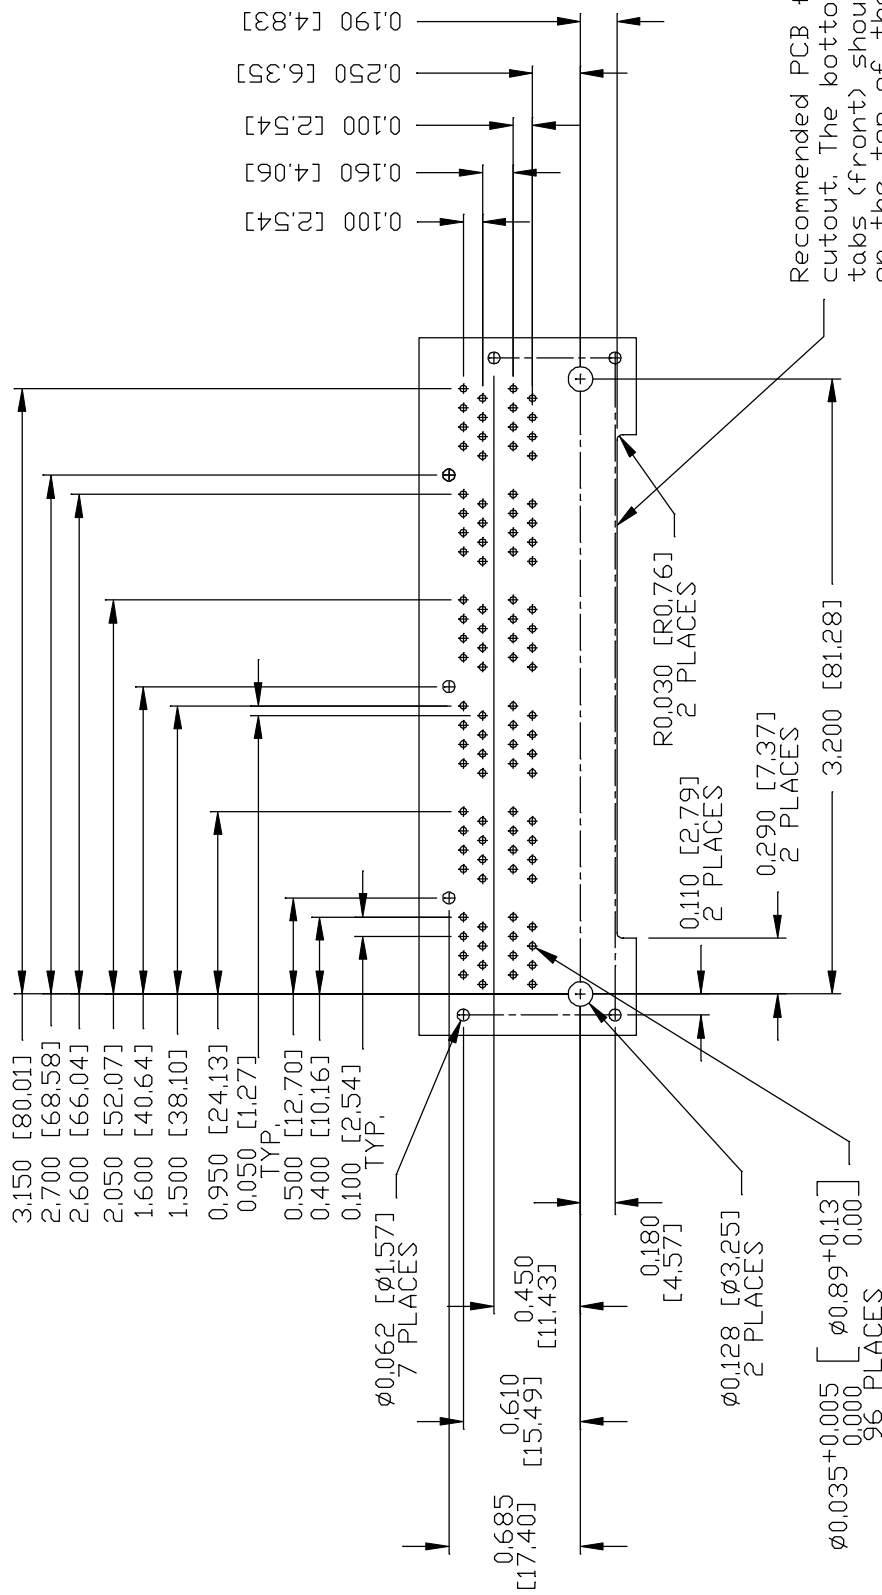 0.190 [4.83]
0.250 [6.35]
0.100 [2.54]
0.160 [4.06]
0.100 [2.54]
Recommended PCB
cutout. The
tabs (front)
on the top of
3.150 [80.01]
2.700 [68.58]
2.600 [66.04]
2.050 [52.07]
1.600 [40.64]
1.500 [38.10]
0.950 [24.13]
0.050 [1.27]
TYP.
0.500 [12.70]
0.400 [10.16]
0.100 [2.54]
TYP.
R0.030 [R0.76]
2 PLACES
0.110 [2.79]
2 PLACES
0.290 [7.37]
2 PLACES
3.200 [81.28]
ø0.062 [ø1.57]
7 PLACES
0.450
[11.43]
0.180
[4.57]
0.610
[15.49]
0.685
[17.40]
ø0.128 [ø3.25]
2 PLACES
ø0.035 +0.005 0.000 [ ø0.89 +0.13 0.00 ]
96 PLACES